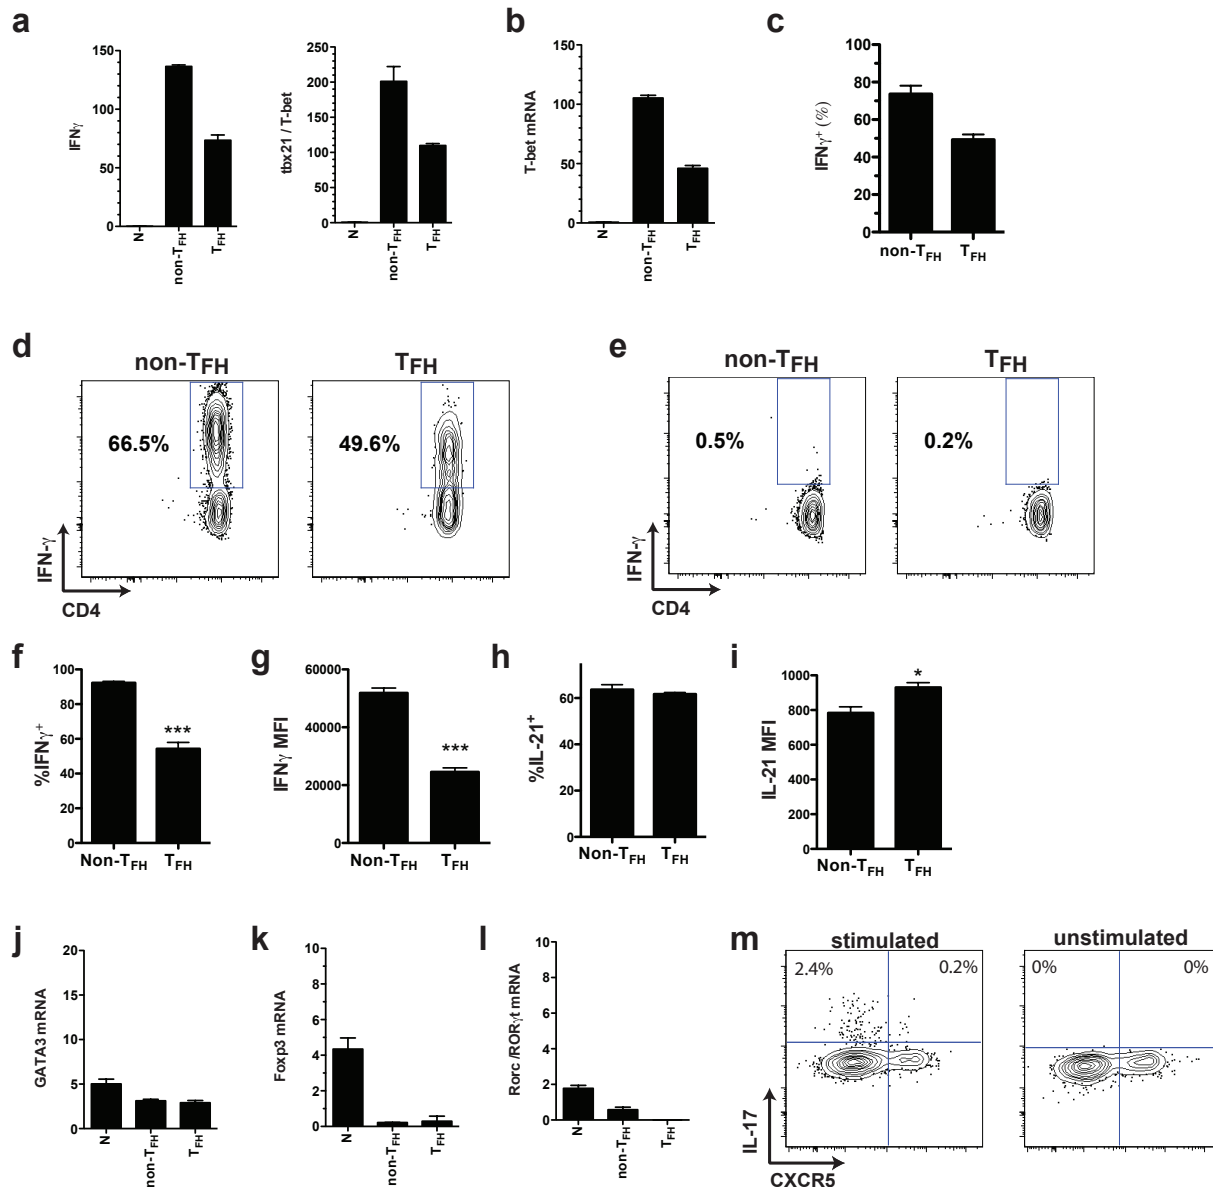 a
IFNγ
150
100
50
0
N
non-TFH
TFH
tbx21 / T-bet
250
200
150
100
50
0
N
non-TFH
TFH
b
T-bet mRNA
150
100
50
0
N
non-TFH
TFH
c
IFNγ+ (%)
100
80
60
40
20
0
non-TFH
TFH
d
non-TFH
TFH
66.5%
49.6%
IFN-γ
CD4
e
non-TFH
TFH
0.5%
0.2%
IFN-γ
CD4
f
%IFNγ+
100
80
60
40
20
0
***
Non-TFH
TFH
g
IFNγ MFI
60000
40000
20000
0
***
Non-TFH
TFH
h
%IL-21+
60
40
20
0
Non-TFH
TFH
i
IL-21 MFI
1000
800
600
400
200
0
*
Non-TFH
TFH
j
GATA3 mRNA
20
15
10
5
0
N
non-TFH
TFH
k
Foxp3 mRNA
10
8
6
4
2
0
N
non-TFH
TFH
l
Rorc /RORγt mRNA
10
8
6
4
2
0
N
non-TFH
TFH
m
stimulated
unstimulated
2.4%
0.2%
0%
0%
IL-17
CXCR5